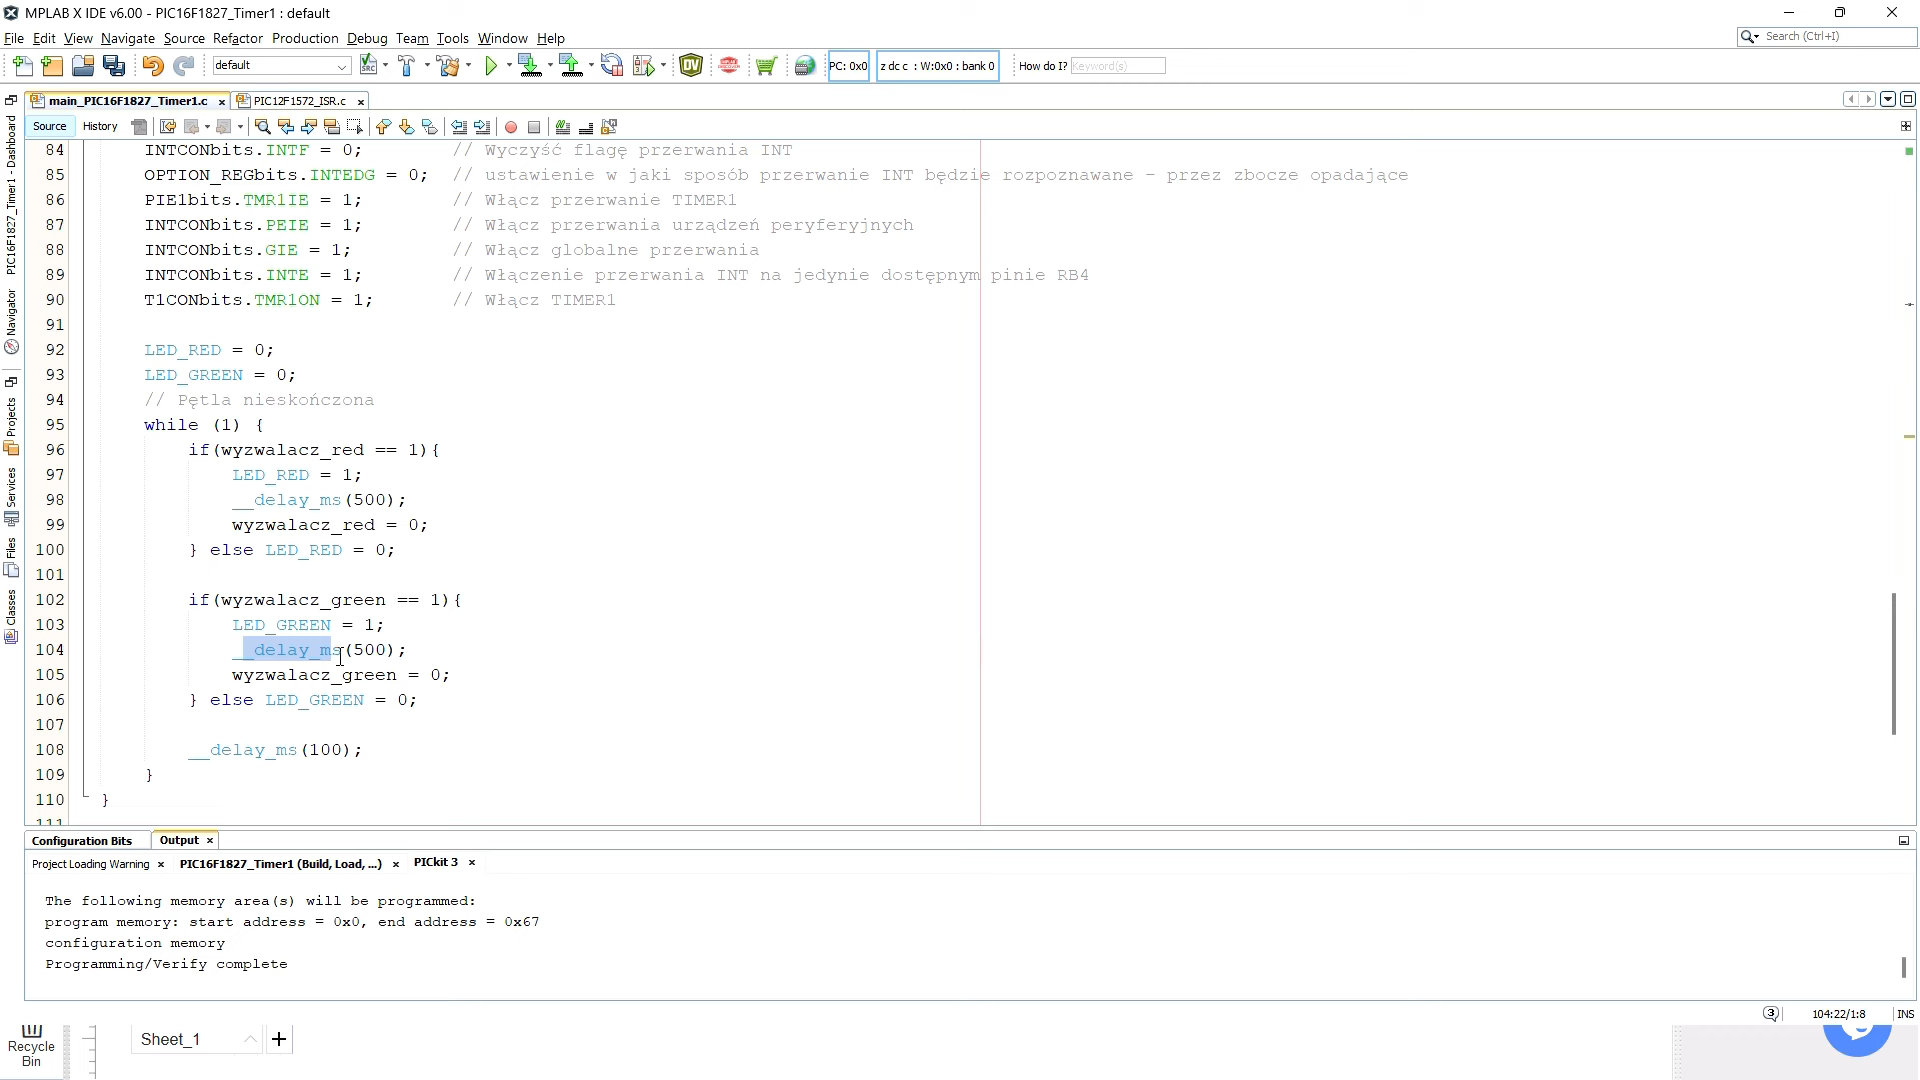 MPLAB X IDE v6.00 - PIC16F1827_Timer1 : default
File Edit View Navigate Source Refactor Production Debug Team Tools Window Help
Search (Ctrl+I)
default
PC: 0x0
z dc c : W:0x0 : bank 0
How do I? Keyword(s)
main_PIC16F1827_Timer1.c
PIC12F1572_ISR.c
Source History
PIC16F1827_Timer1 - Dashboard
Navigator
Projects
Services
Files
Classes
84 INTCONbits.INTF = 0; // Wyczyść flagę przerwania INT
85 OPTION_REGbits.INTEDG = 0; // ustawienie w jaki sposób przerwanie INT będzie rozpoznawane - przez zbocze opadające
86 PIE1bits.TMR1IE = 1; // Włącz przerwanie TIMER1
87 INTCONbits.PEIE = 1; // Włącz przerwania urządzeń peryferyjnych
88 INTCONbits.GIE = 1; // Włącz globalne przerwania
89 INTCONbits.INTE = 1; // Włączenie przerwania INT na jedynie dostępnym pinie RB4
90 T1CONbits.TMR1ON = 1; // Włącz TIMER1
91
92 LED_RED = 0;
93 LED_GREEN = 0;
94 // Pętla nieskończona
95 while (1) {
96 if(wyzwalacz_red == 1){
97 LED_RED = 1;
98 __delay_ms(500);
99 wyzwalacz_red = 0;
100 } else LED_RED = 0;
101
102 if(wyzwalacz_green == 1){
103 LED_GREEN = 1;
104 __delay_ms(500);
105 wyzwalacz_green = 0;
106 } else LED_GREEN = 0;
107
108 __delay_ms(100);
109 }
110 }
111
Configuration Bits Output
Project Loading Warning PIC16F1827_Timer1 (Build, Load, ...) PICkit 3
The following memory area(s) will be programmed:
program memory: start address = 0x0, end address = 0x67
configuration memory
Programming/Verify complete
3 104:22/1:8 INS
Recycle
Bin
Sheet_1